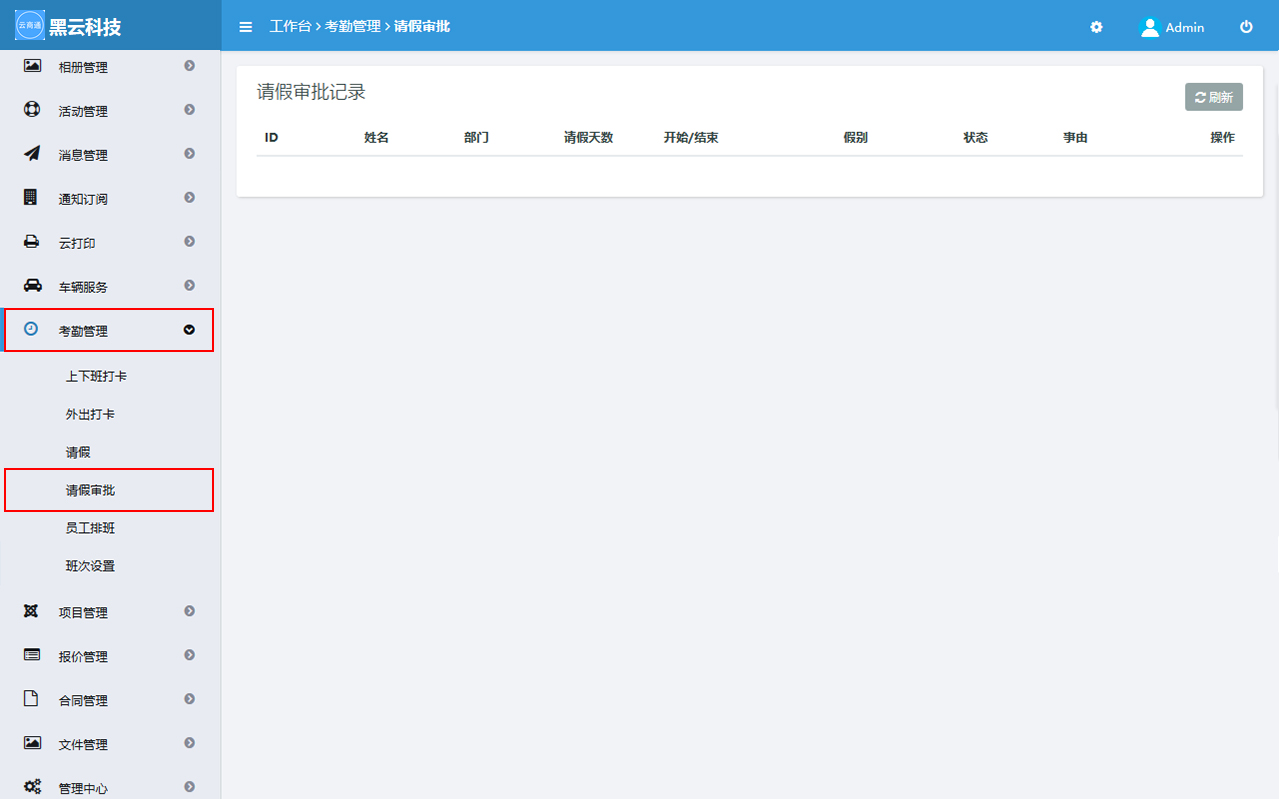 云商通 黑云科技
工作台 > 考勤管理 > 请假审批
Admin
相册管理
活动管理
消息管理
通知订阅
云打印
车辆服务
考勤管理
上下班打卡
外出打卡
请假
请假审批
员工排班
班次设置
项目管理
报价管理
合同管理
文件管理
管理中心
请假审批记录
刷新
ID 姓名 部门 请假天数 开始/结束 假别 状态 事由 操作